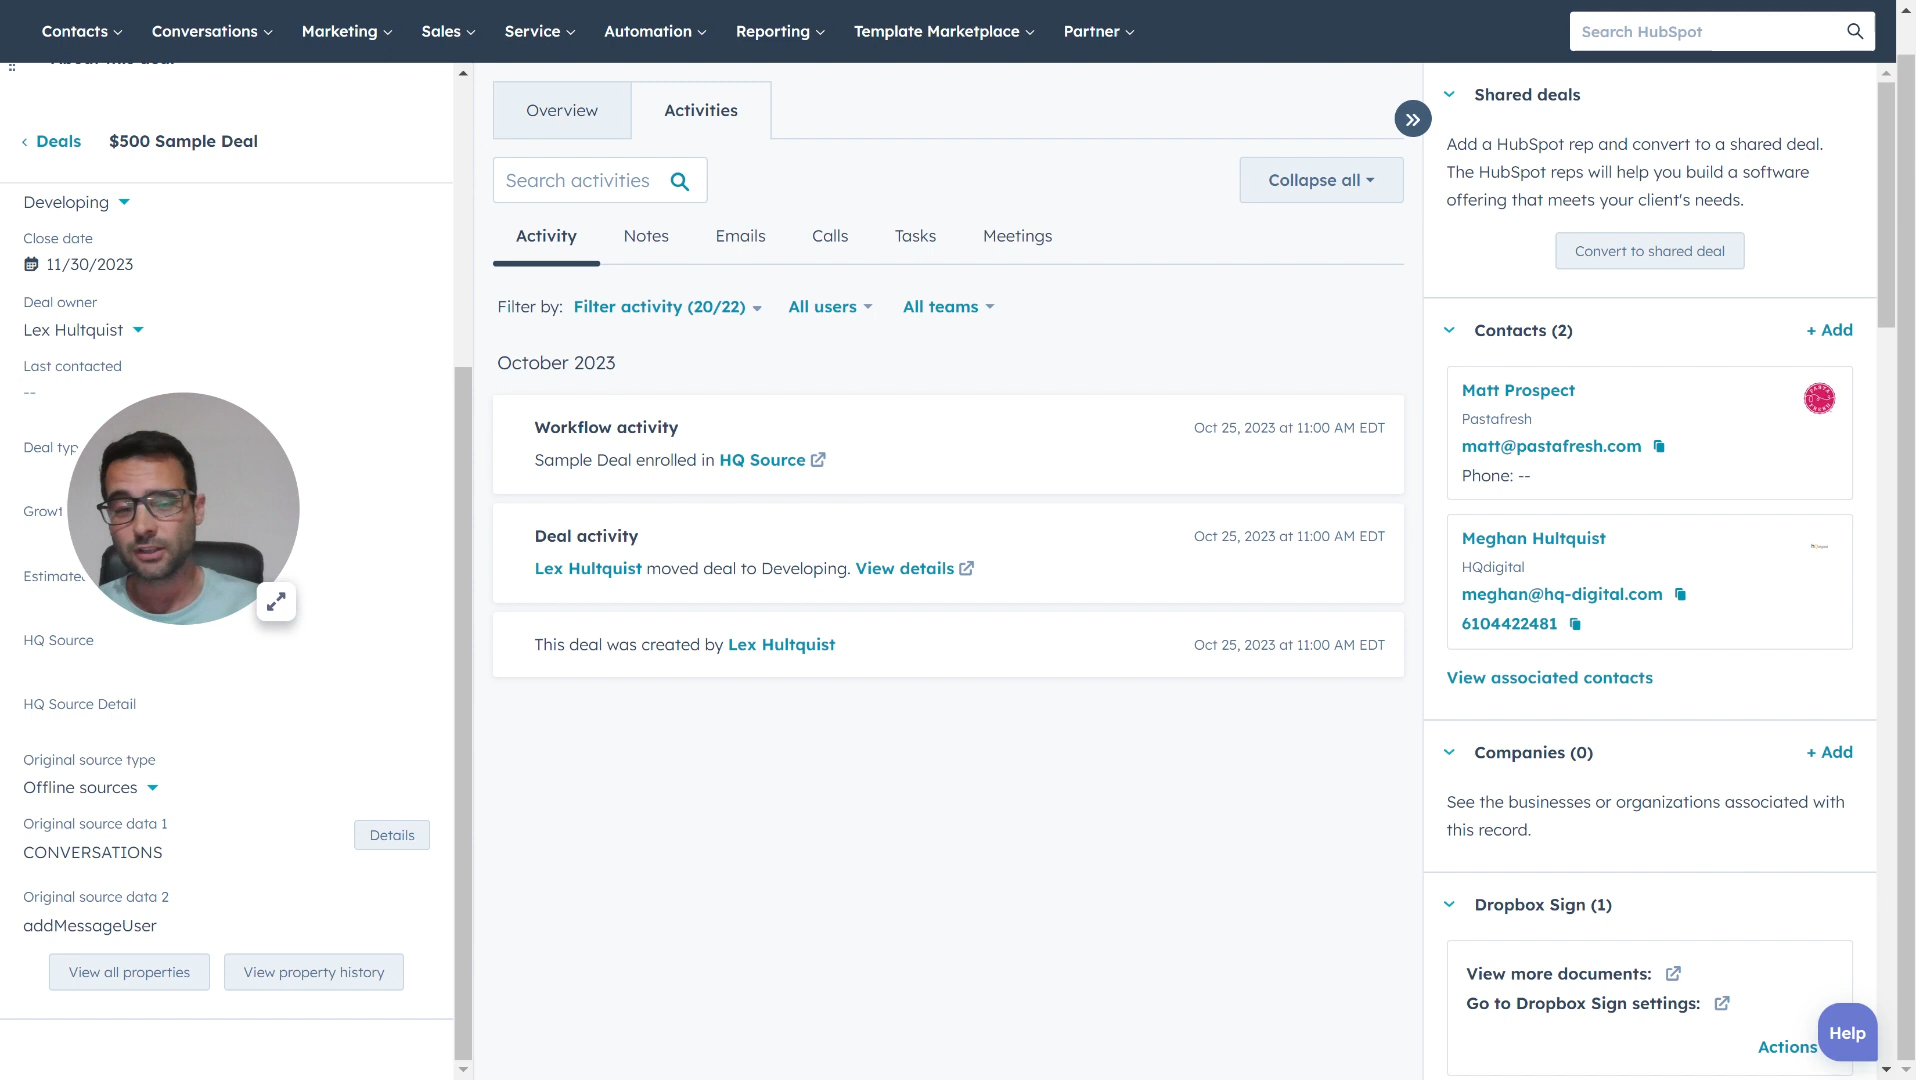 Contacts
Conversations
Marketing
Sales
Service
Automation
Reporting
Template Marketplace
Partner
Search HubSpot
Deals
$500 Sample Deal
Developing
Close date
11/30/2023
Deal owner
Lex Hultquist
Last contacted
--
Deal typ
Growt
Estimated
HQ Source
HQ Source Detail
Original source type
Offline sources
Original source data 1
CONVERSATIONS
Details
Original source data 2
addMessageUser
View all properties
View property history
Overview
Activities
Search activities
Collapse all
Activity
Notes
Emails
Calls
Tasks
Meetings
Filter by: Filter activity (20/22) All users All teams
October 2023
Workflow activity
Oct 25, 2023 at 11:00 AM EDT
Sample Deal enrolled in HQ Source
Deal activity
Oct 25, 2023 at 11:00 AM EDT
Lex Hultquist moved deal to Developing. View details
This deal was created by Lex Hultquist
Oct 25, 2023 at 11:00 AM EDT
Shared deals
Add a HubSpot rep and convert to a shared deal.
The HubSpot reps will help you build a software
offering that meets your client's needs.
Convert to shared deal
Contacts (2)
+ Add
Matt Prospect
Pastafresh
matt@pastafresh.com
Phone: --
Meghan Hultquist
HQdigital
meghan@hq-digital.com
6104422481
View associated contacts
Companies (0)
+ Add
See the businesses or organizations associated with
this record.
Dropbox Sign (1)
View more documents:
Go to Dropbox Sign settings:
Actions
Help